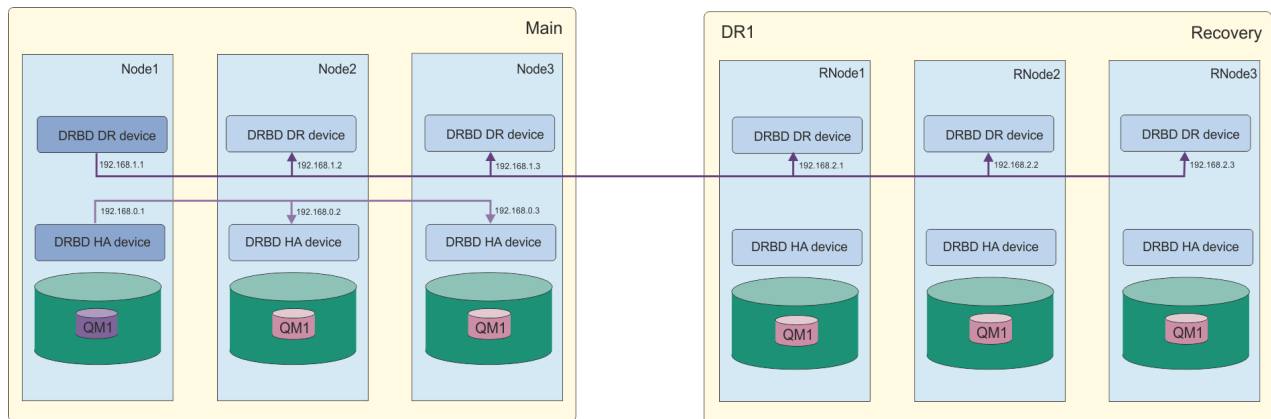 Main
Node1
Node2
Node3
DRBD DR device
DRBD DR device
DRBD DR device
192.168.1.1
192.168.1.2
192.168.1.3
192.168.0.1
192.168.0.2
192.168.0.3
DRBD HA device
DRBD HA device
DRBD HA device
QM1
QM1
QM1
DR1
Recovery
RNode1
RNode2
RNode3
DRBD DR device
DRBD DR device
DRBD DR device
192.168.2.1
192.168.2.2
192.168.2.3
DRBD HA device
DRBD HA device
DRBD HA device
QM1
QM1
QM1